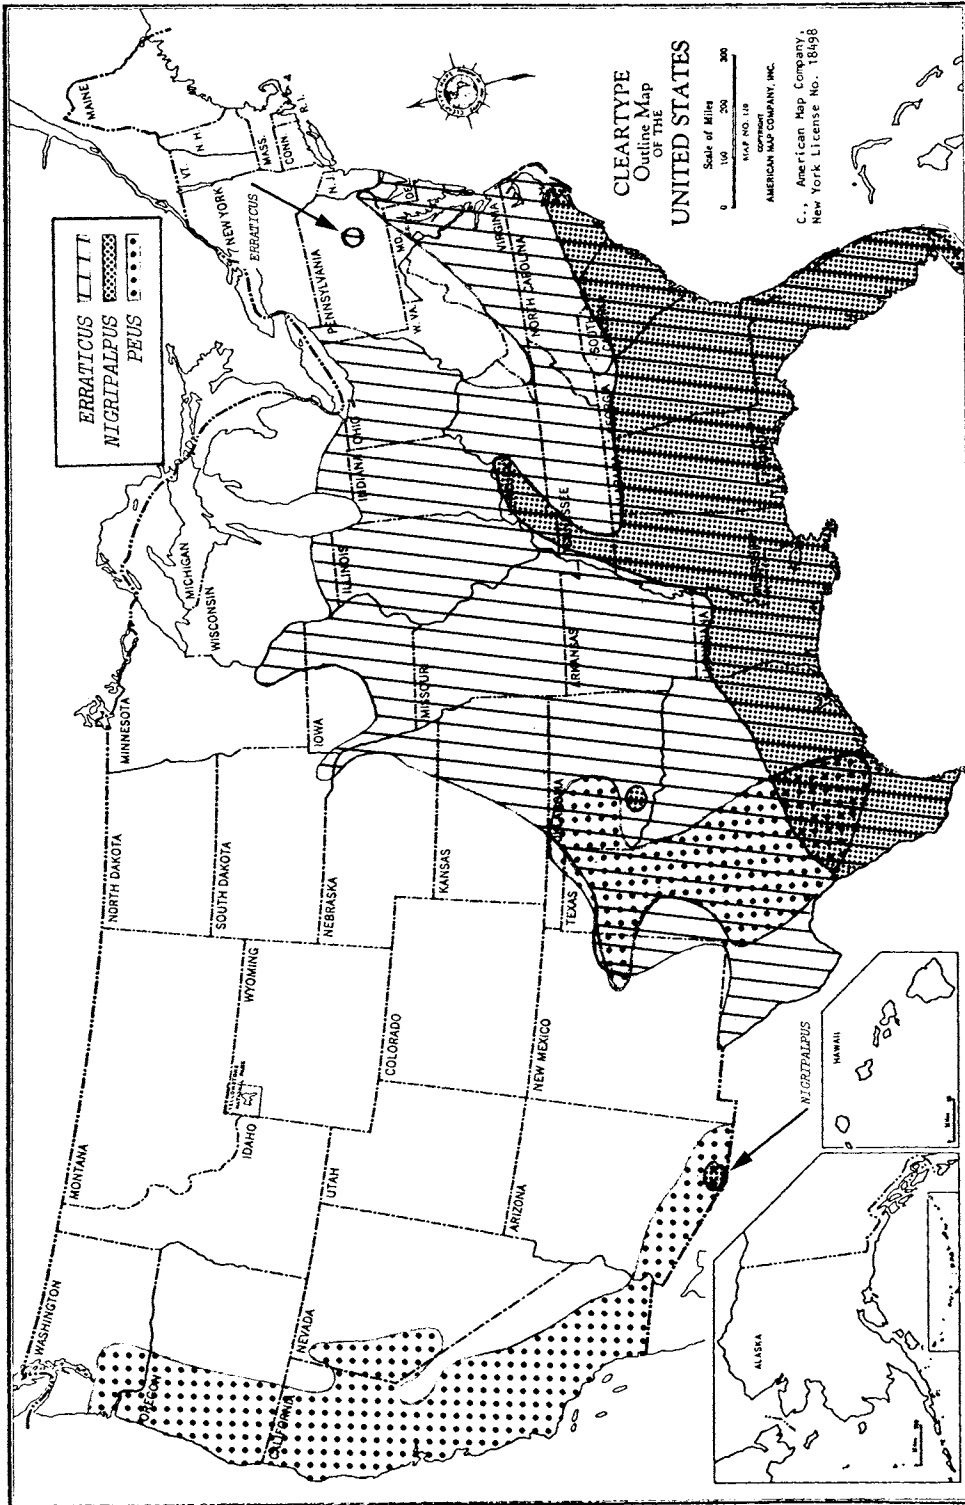 ERRATICUS
NIGRIPALPUS
PEUS
ERRATICUS
NIGRIPALPUS
CLEARTYPE
Outline Map
OF THE
UNITED STATES
Scale of Miles
0 100 200 300
MAP NO. 120
COPYRIGHT
AMERICAN MAP COMPANY, INC.
C., American Map Company,
New York License No. 18498
WASHINGTON
OREGON
CALIFORNIA
NEVADA
IDAHO
MONTANA
WYOMING
UTAH
ARIZONA
COLORADO
NEW MEXICO
NORTH DAKOTA
SOUTH DAKOTA
NEBRASKA
KANSAS
OKLAHOMA
TEXAS
MINNESOTA
IOWA
MISSOURI
ARKANSAS
WISCONSIN
MICHIGAN
ILLINOIS
INDIANA
OHIO
W. VA.
VIRGINIA
NORTH CAROLINA
PENNSYLVANIA
NEW YORK
VT.
N H.
MAINE
MASS.
CONN.
R. I.
N. J.
DE
ALASKA
HAWAII